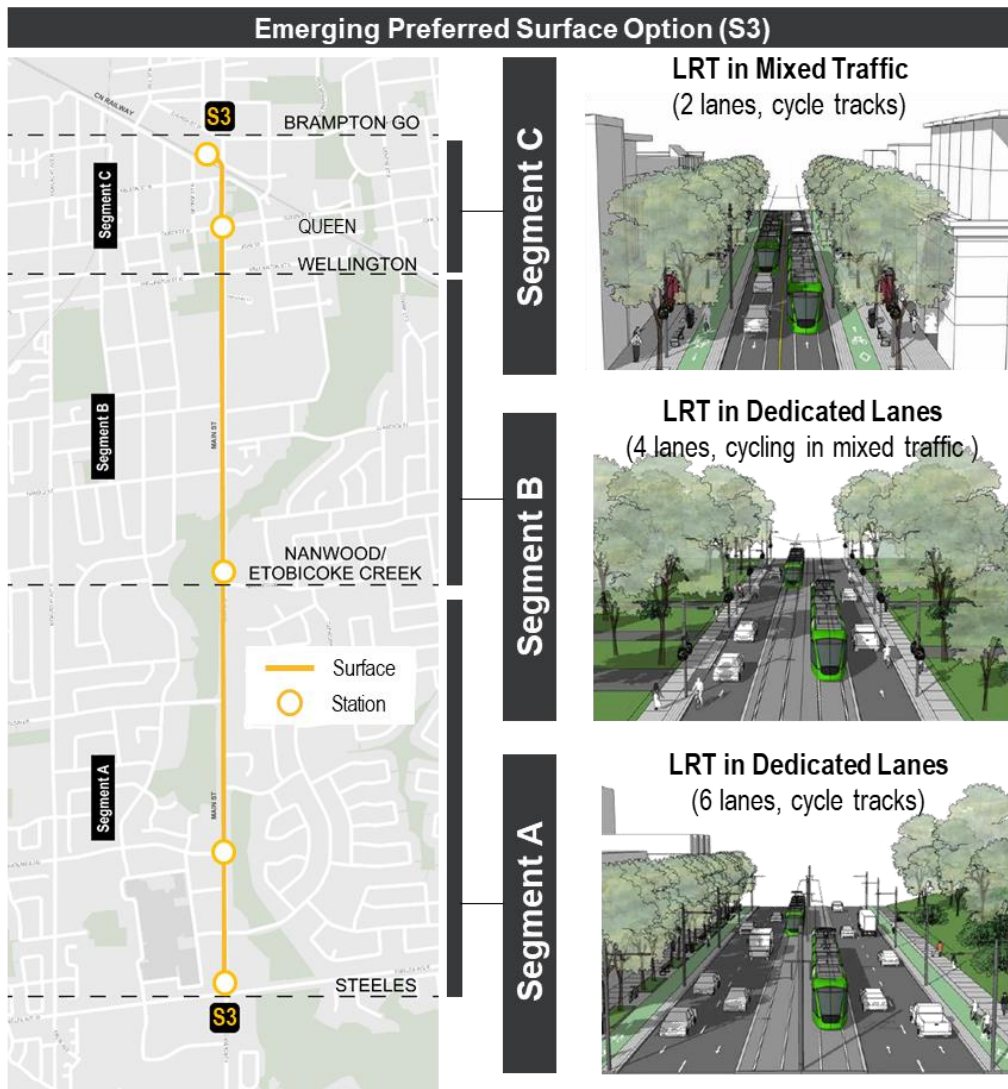 Emerging Preferred Surface Option (S3)
CN RAILWAY
S3
BRAMPTON GO
Segment C
QUEEN
WELLINGTON
Segment B
MAIN ST
NANWOOD/
ETOBICOKE CREEK
Surface
Station
Segment A
MAIN ST
STEELES
S3
Segment C
LRT in Mixed Traffic
(2 lanes, cycle tracks)
Segment B
LRT in Dedicated Lanes
(4 lanes, cycling in mixed traffic )
Segment A
LRT in Dedicated Lanes
(6 lanes, cycle tracks)